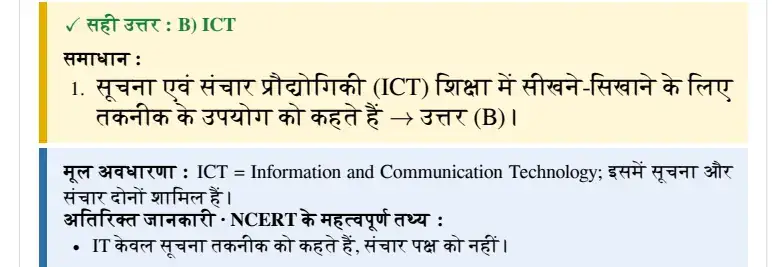 ✓ सही उत्तर : B) ICT
समाधान :
1. सूचना एवं संचार प्रौद्योगिकी (ICT) शिक्षा में सीखने-सिखाने के लिए
तकनीक के उपयोग को कहते हैं → उत्तर (B)।
मूल अवधारणा : ICT = Information and Communication Technology; इसमें सूचना और
संचार दोनों शामिल हैं।
अतिरिक्त जानकारी · NCERT के महत्वपूर्ण तथ्य :
• IT केवल सूचना तकनीक को कहते हैं, संचार पक्ष को नहीं।